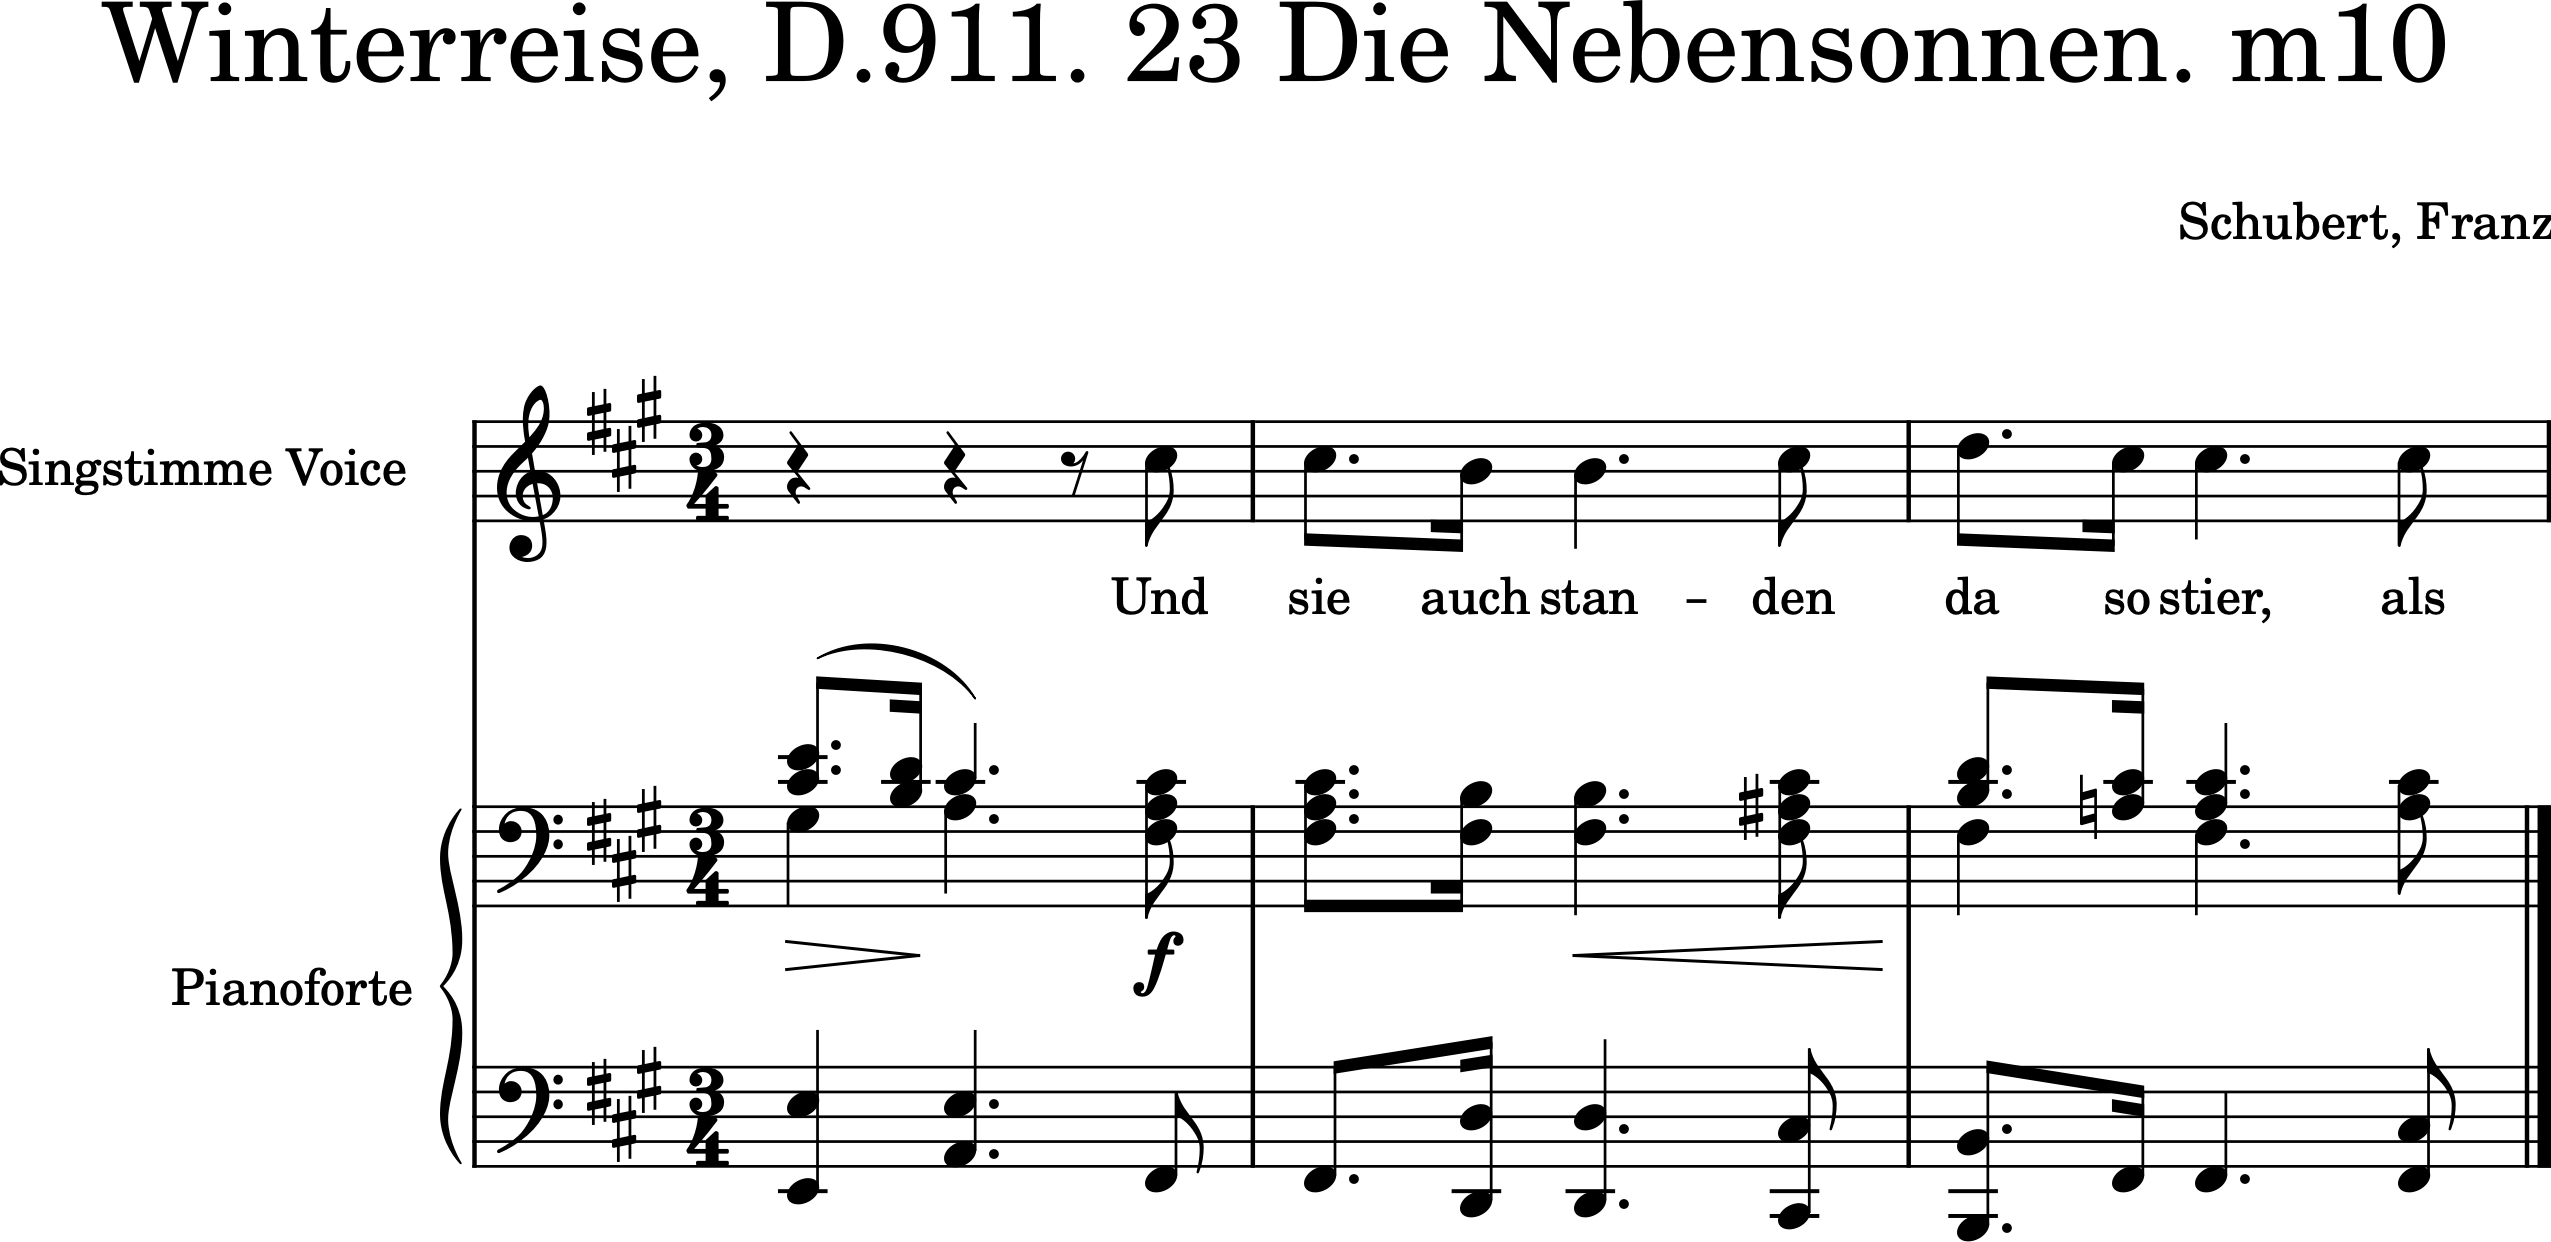 Winterreise, D.911. 23 Die Nebensonnen. m10
Schubert, Franz
Singstimme Voice
Und sie auch stan – den da so stier, als
f
Pianoforte